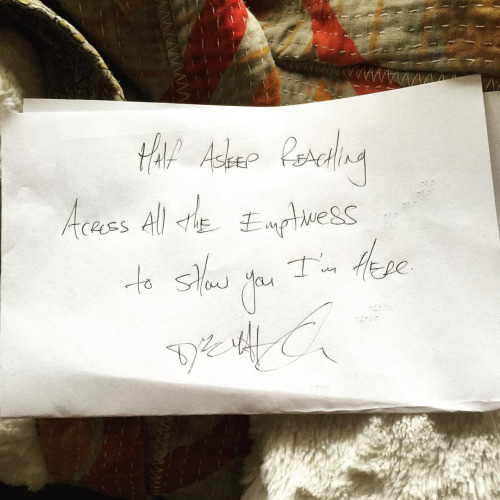 Half Asleep Reaching
Across All the Emptiness
to show you I'm Here.